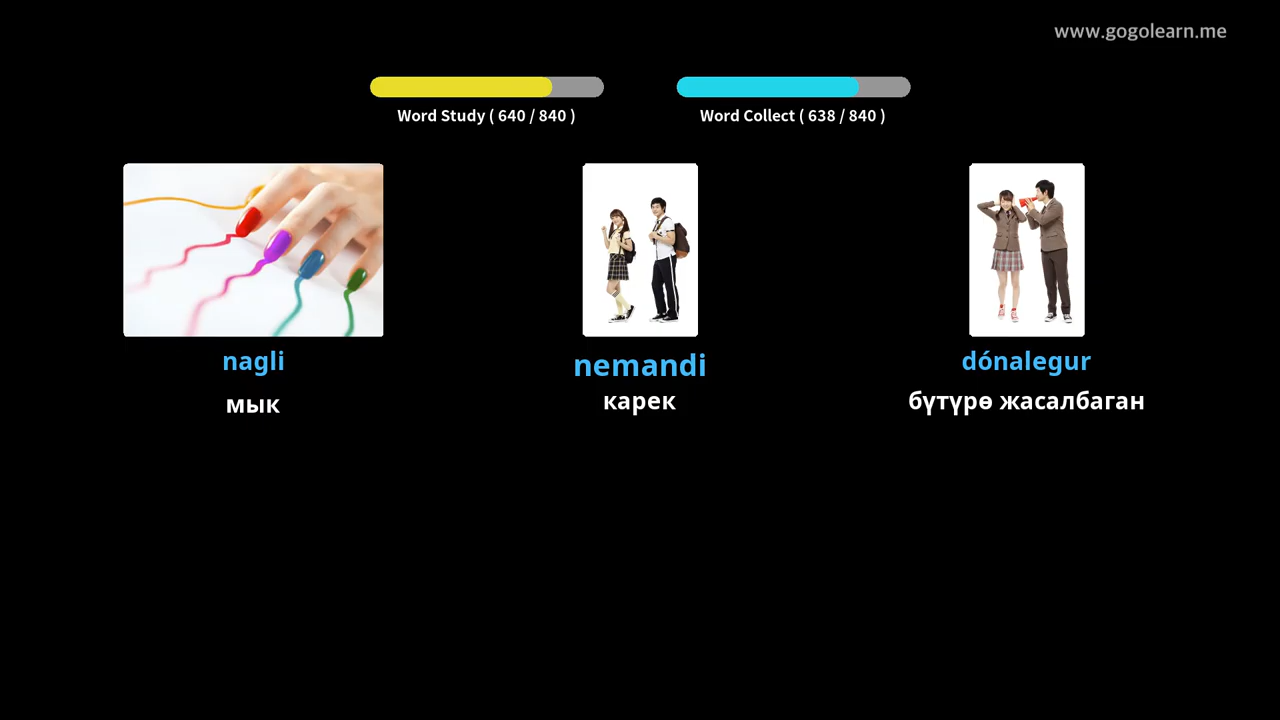 www.gogolearn.me
Word Study ( 640 / 840 )
Word Collect ( 638 / 840 )
nagli
nemandi
dónalegur
мык
карек
бүтүрө жасалбаган